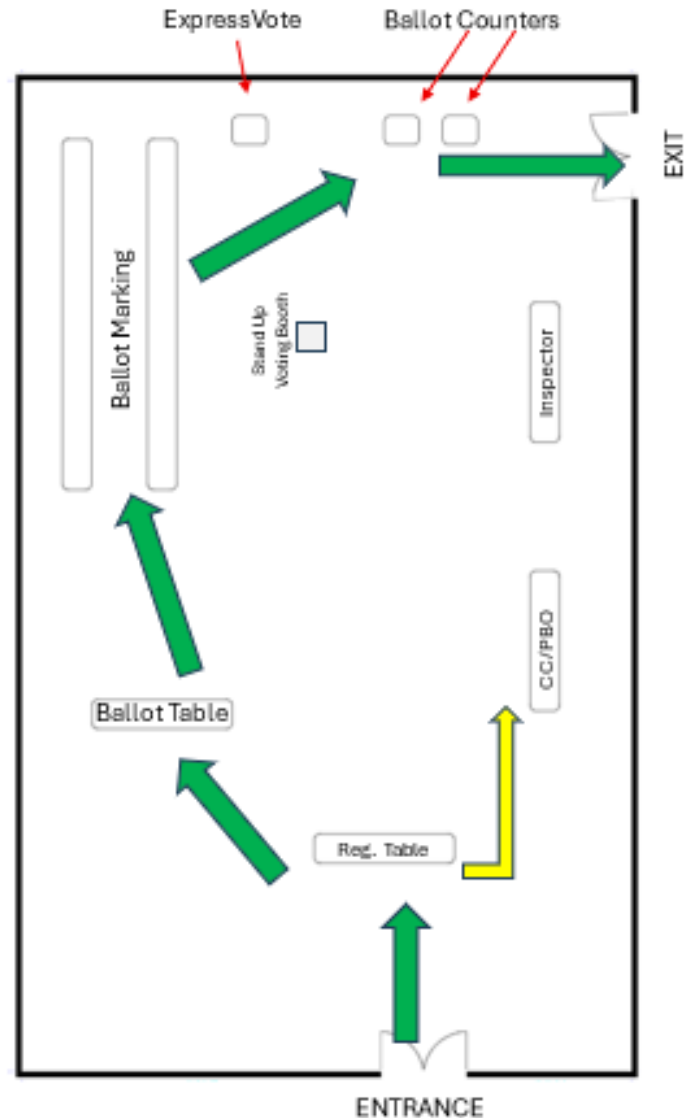 ExpressVote
Ballot Counters
EXIT
Ballot Marking
Stand Up
Voting Booth
Inspector
CC/PBO
Ballot Table
Reg. Table
ENTRANCE